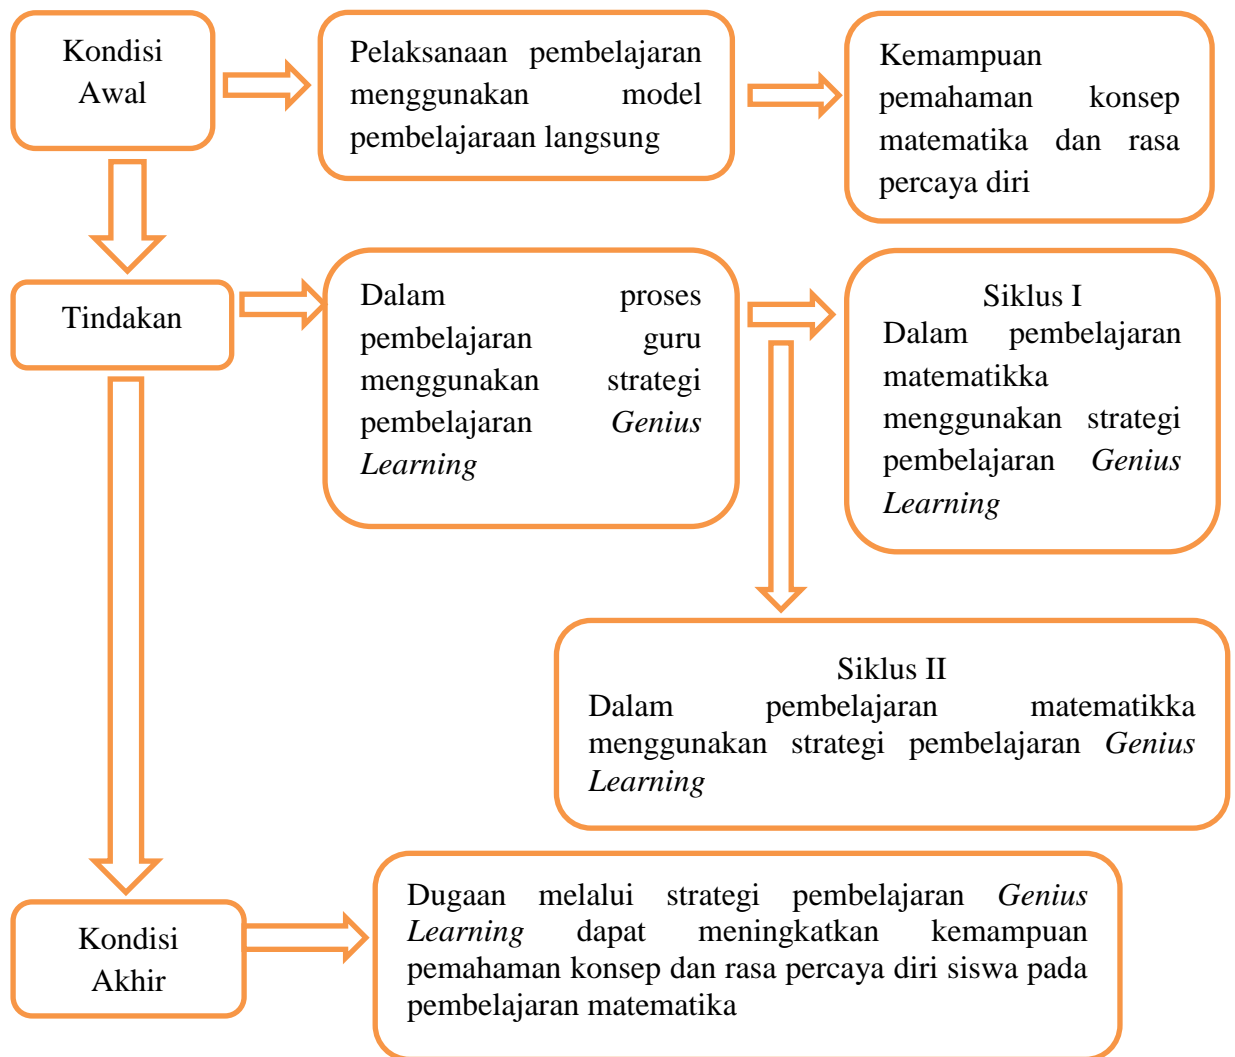 Kondisi
Awal
Pelaksanaan pembelajaran
menggunakan model
pembelajaraan langsung
Kemampuan
pemahaman konsep
matematika dan rasa
percaya diri
Tindakan
Dalam proses
pembelajaran guru
menggunakan strategi
pembelajaran Genius
Learning
Siklus I
Dalam pembelajaran
matematikka
menggunakan strategi
pembelajaran Genius
Learning
Siklus II
Dalam pembelajaran matematikka
menggunakan strategi pembelajaran Genius
Learning
Kondisi
Akhir
Dugaan melalui strategi pembelajaran Genius
Learning dapat meningkatkan kemampuan
pemahaman konsep dan rasa percaya diri siswa pada
pembelajaran matematika